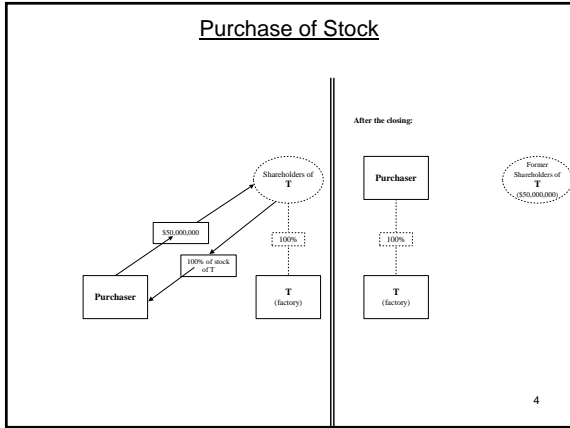 Purchase of Stock
Shareholders of
T
$50,000,000
100% of stock
of T
100%
Purchaser
T
(factory)
After the closing:
Purchaser
100%
T
(factory)
Former
Shareholders of
T
($50,000,000)
4